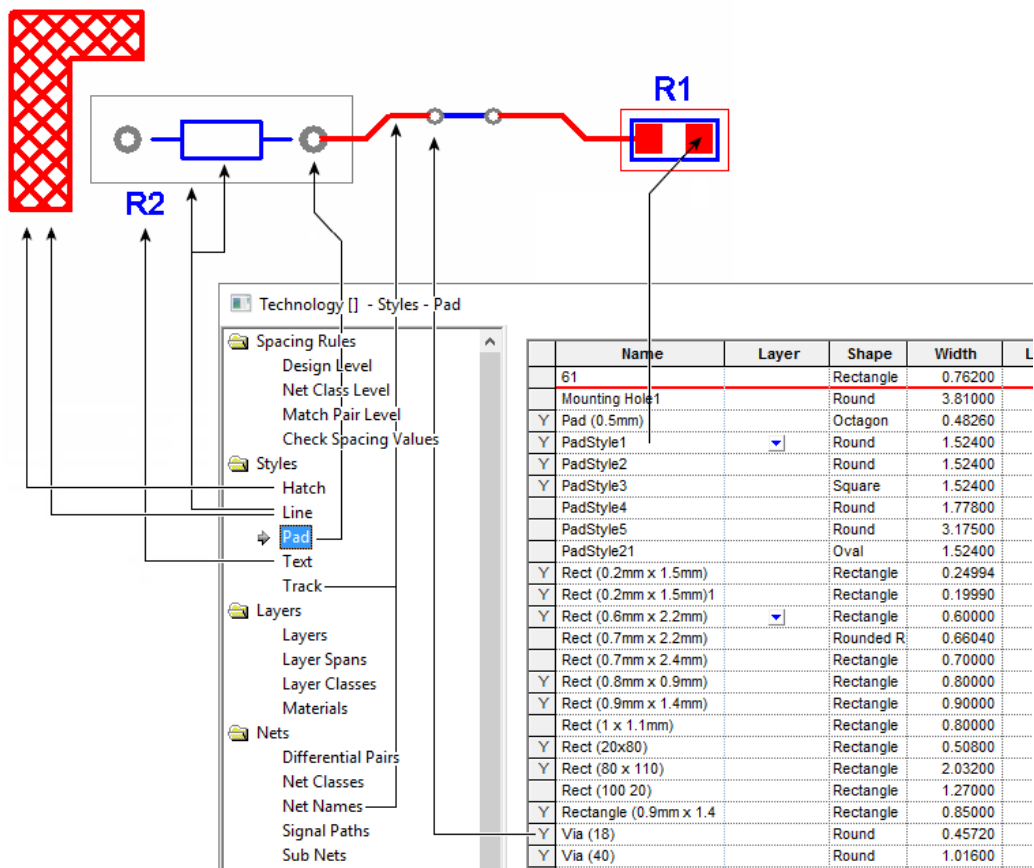 R1
R2
Technology [] - Styles - Pad
Spacing Rules
Design Level
Net Class Level
Match Pair Level
Check Spacing Values
Styles
Hatch
Line
Pad
Text
Track
Layers
Layers
Layer Spans
Layer Classes
Materials
Nets
Differential Pairs
Net Classes
Net Names
Signal Paths
Sub Nets
Name Layer Shape Width L
61 Rectangle 0.76200
Mounting Hole1 Round 3.81000
Y Pad (0.5mm) Octagon 0.48260
Y PadStyle1 Round 1.52400
Y PadStyle2 Round 1.52400
Y PadStyle3 Square 1.52400
PadStyle4 Round 1.77800
PadStyle5 Round 3.17500
PadStyle21 Oval 1.52400
Y Rect (0.2mm x 1.5mm) Rectangle 0.24994
Y Rect (0.2mm x 1.5mm)1 Rectangle 0.19990
Y Rect (0.6mm x 2.2mm) Rectangle 0.60000
Rect (0.7mm x 2.2mm) Rounded R 0.66040
Rect (0.7mm x 2.4mm) Rectangle 0.70000
Y Rect (0.8mm x 0.9mm) Rectangle 0.80000
Y Rect (0.9mm x 1.4mm) Rectangle 0.90000
Rect (1 x 1.1mm) Rectangle 0.80000
Y Rect (20x80) Rectangle 0.50800
Y Rect (80 x 110) Rectangle 2.03200
Rect (100 20) Rectangle 1.27000
Y Rectangle (0.9mm x 1.4 Rectangle 0.85000
Y Via (18) Round 0.45720
Y Via (40) Round 1.01600